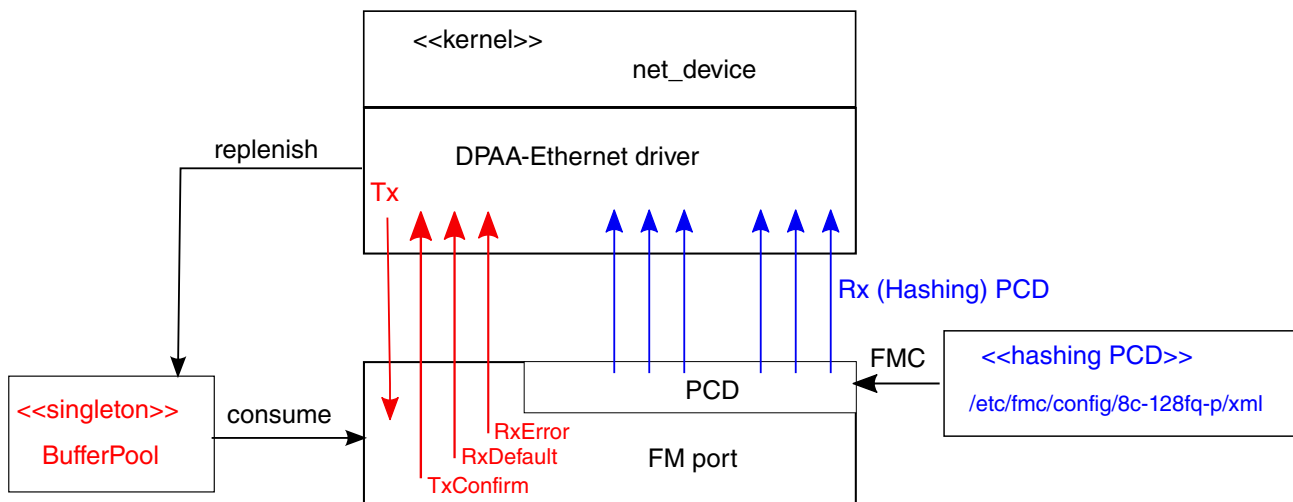 <<kernel>>
net_device
replenish
DPAA-Ethernet driver
Tx
Rx (Hashing) PCD
FMC
<<hashing PCD>>
/etc/fmc/config/8c-128fq-p/xml
PCD
<<singleton>>
BufferPool
consume
RxError
RxDefault
TxConfirm
FM port